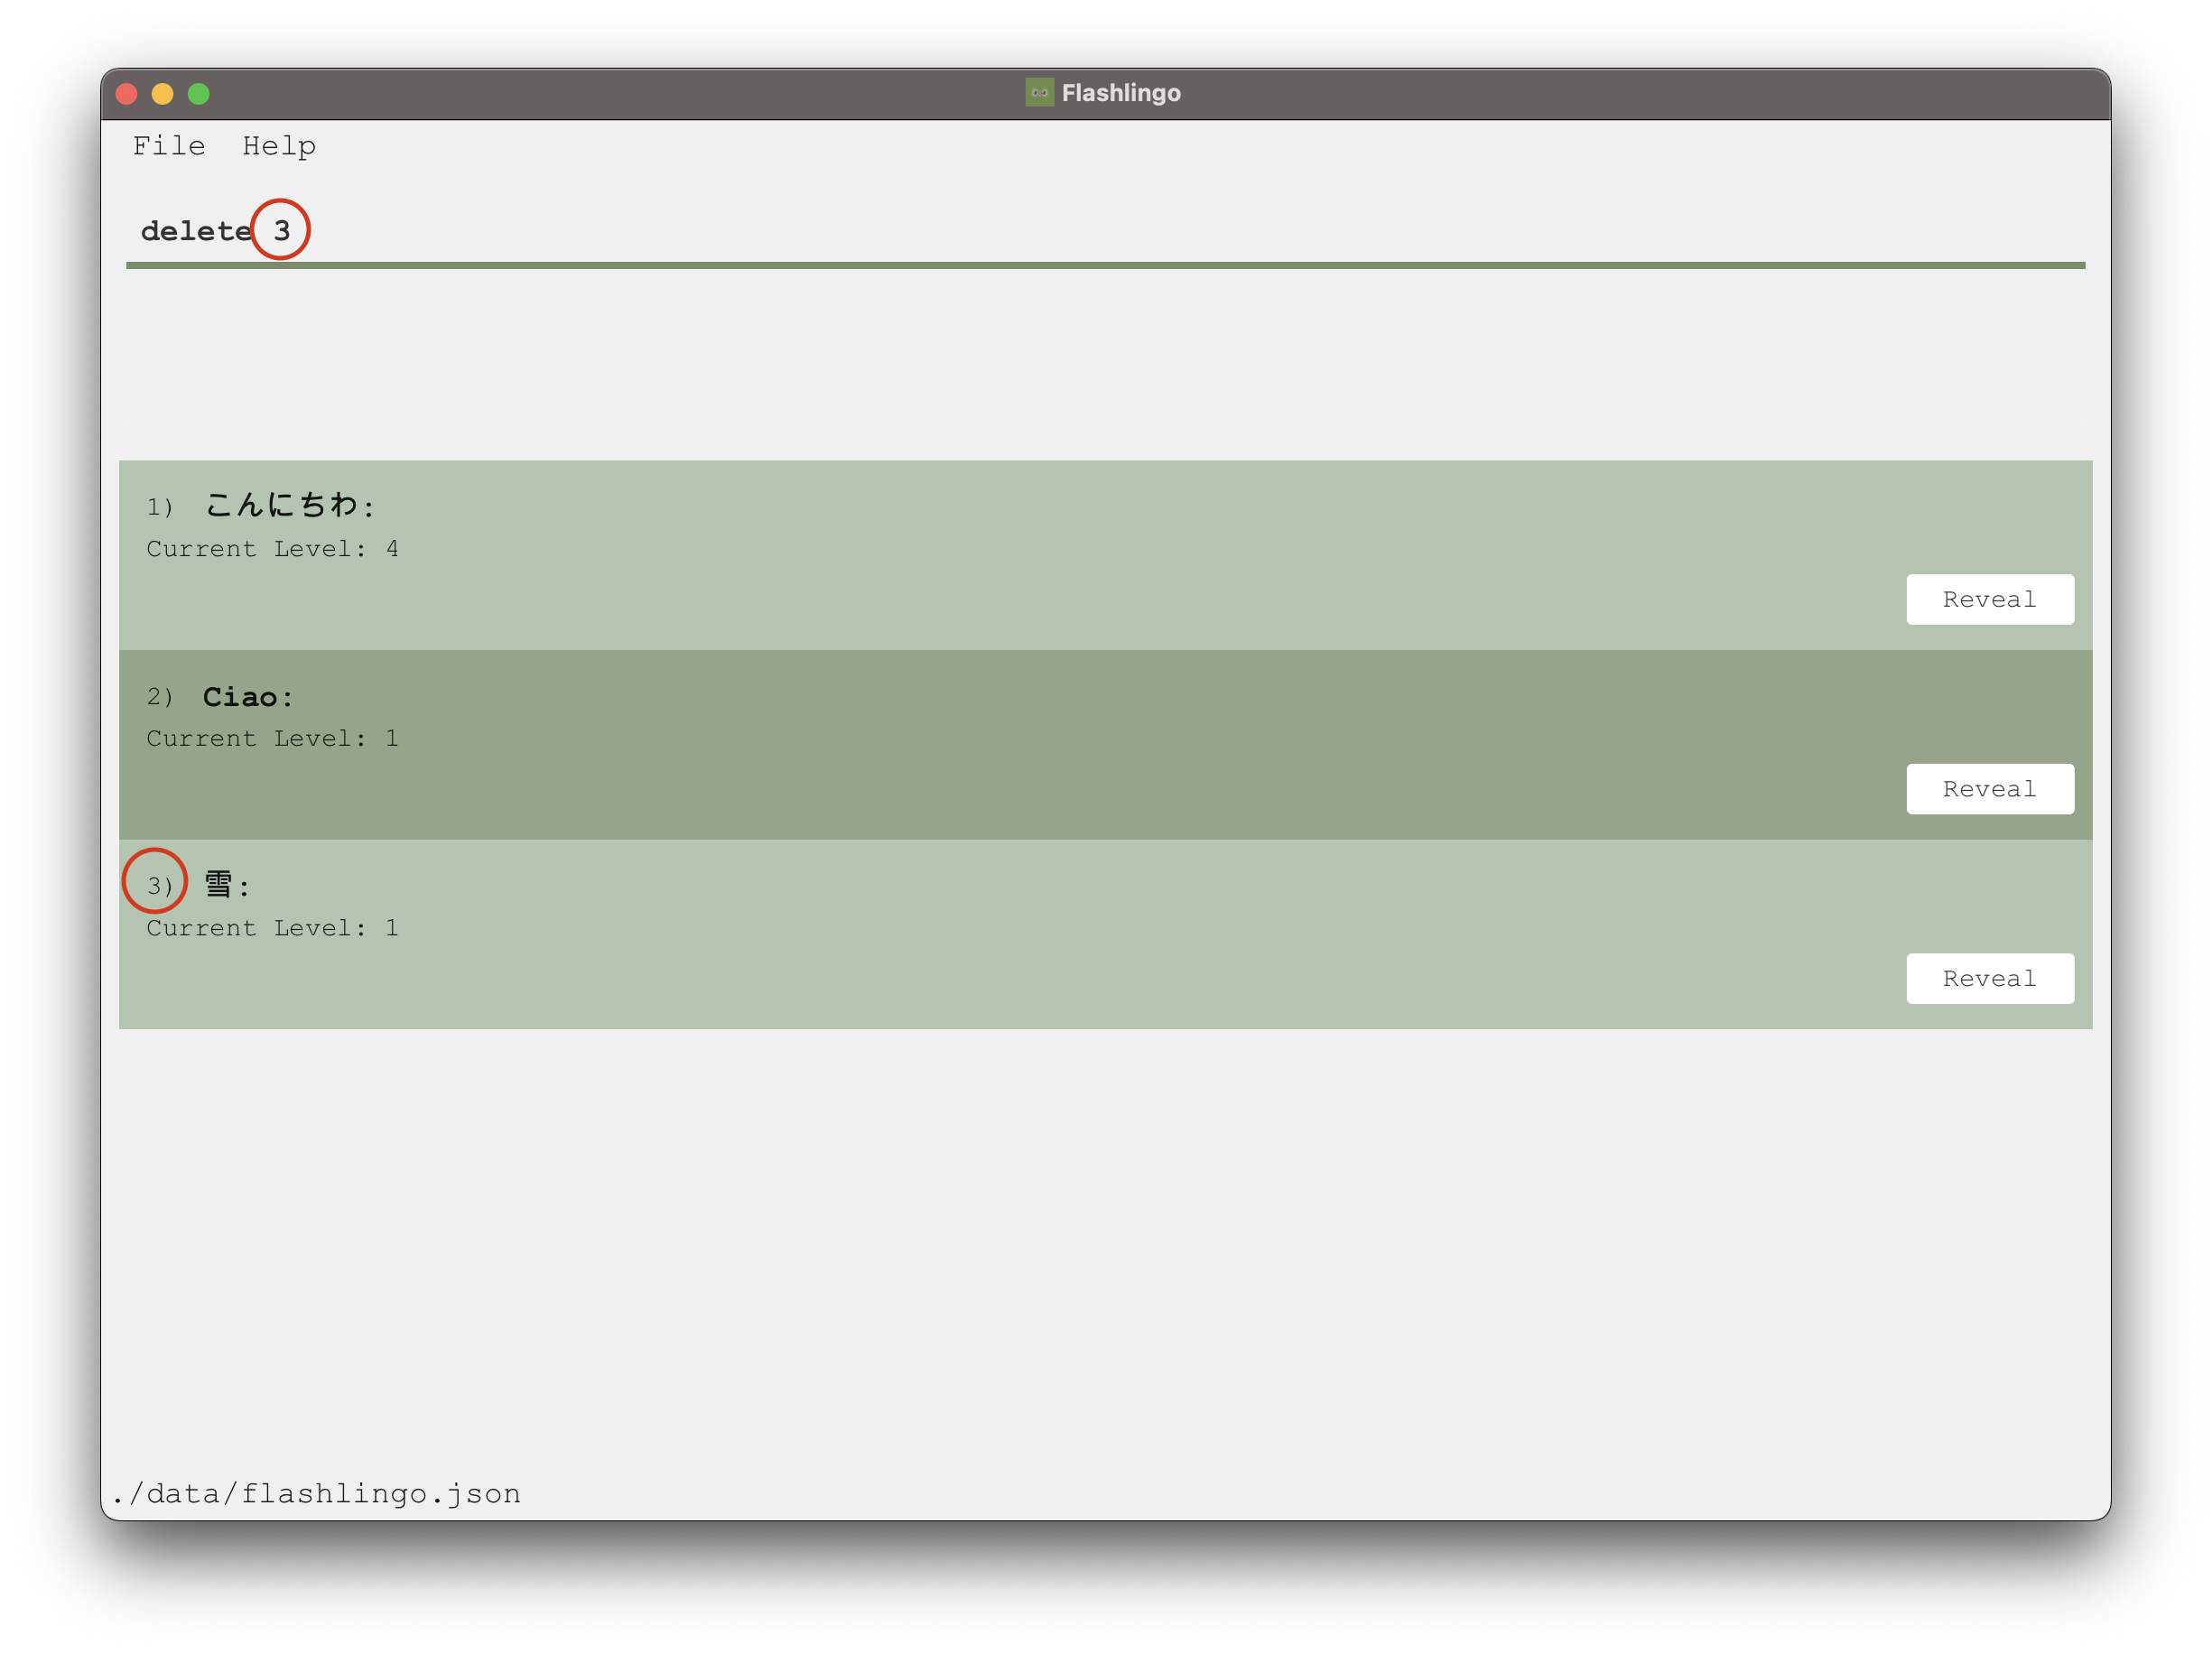 Flashlingo
File Help
delete 3
1) こんにちわ:
Current Level: 4
Reveal
2) Ciao:
Current Level: 1
Reveal
3) 雪:
Current Level: 1
Reveal
./data/flashlingo.json